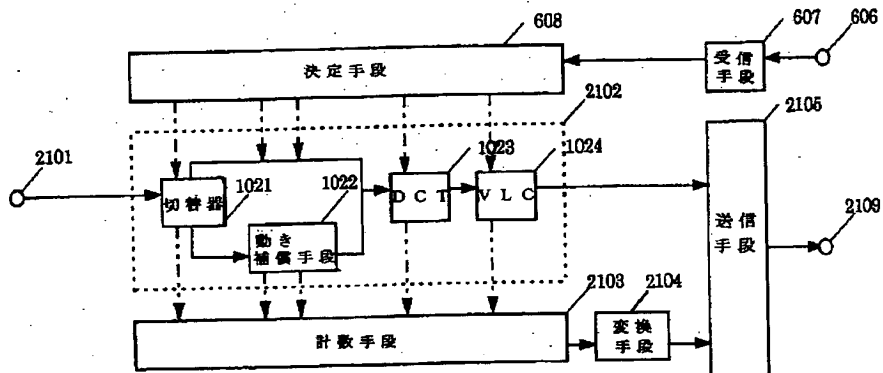 608
607
606
決定手段
受信
手段
2102
2105
2101
1023
1024
1021
1022
切替器
DCT
VLC
送信
手段
2109
動き
補償手段
2103
2104
計数手段
変換
手段